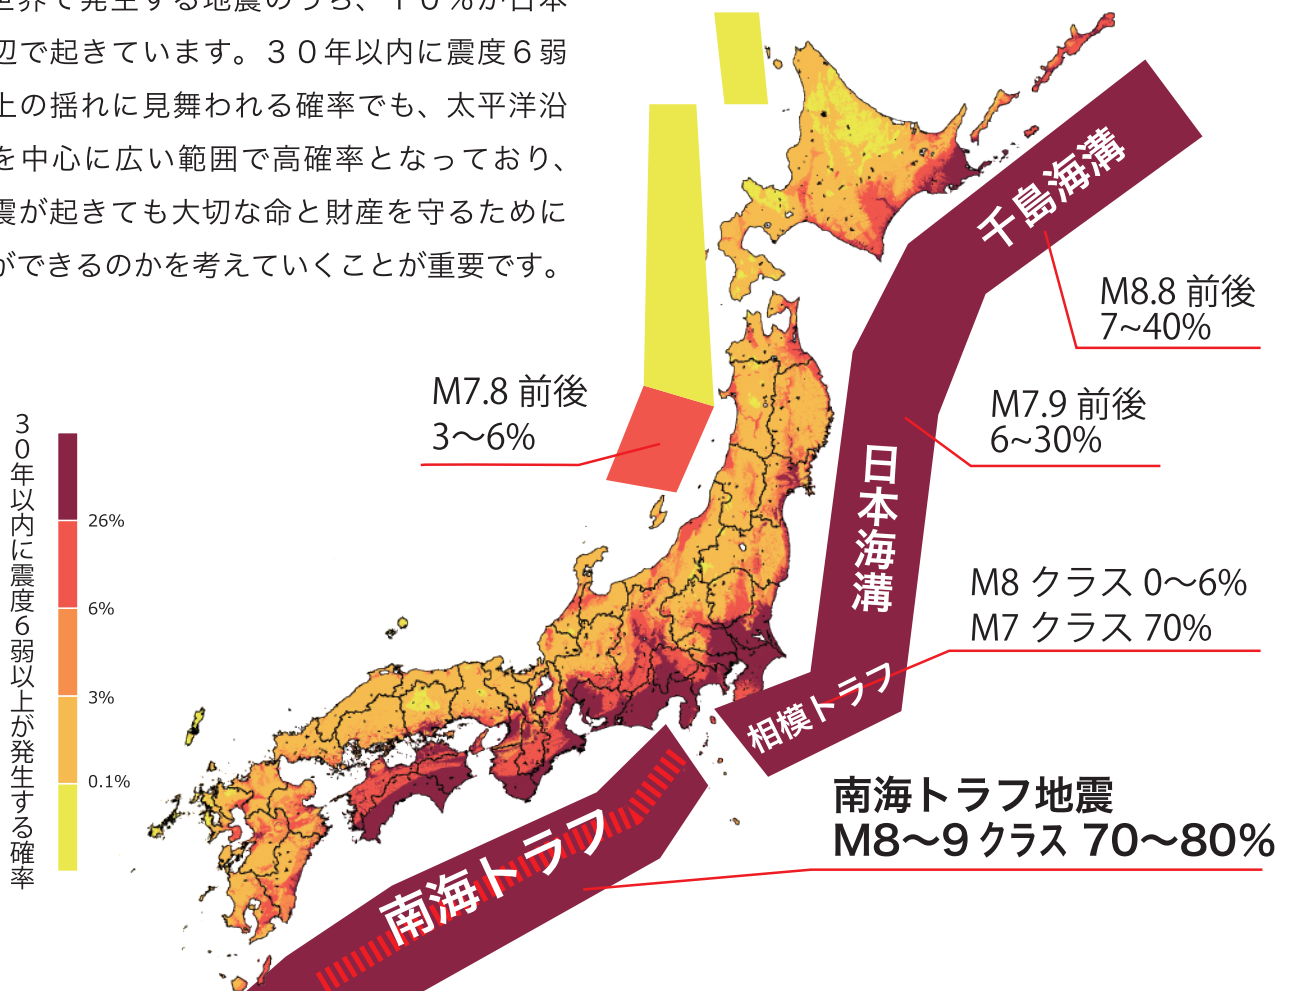 世界で発生する地震のうち、１０％が日本
辺で起きています。３０年以内に震度６弱
上の揺れに見舞われる確率でも、太平洋沿
を中心に広い範囲で高確率となっており、
震が起きても大切な命と財産を守るために
ができるのかを考えていくことが重要です。
千島海溝
M8.8 前後
7~40%
M7.8 前後
3〜6%
M7.9 前後
6~30%
日本海溝
３０年以内に震度６弱以上が発生する確率
26%
6%
3%
0.1%
M8 クラス 0〜6%
M7 クラス 70%
相模トラフ
南海トラフ地震
M8〜9 クラス 70〜80%
南海トラフ